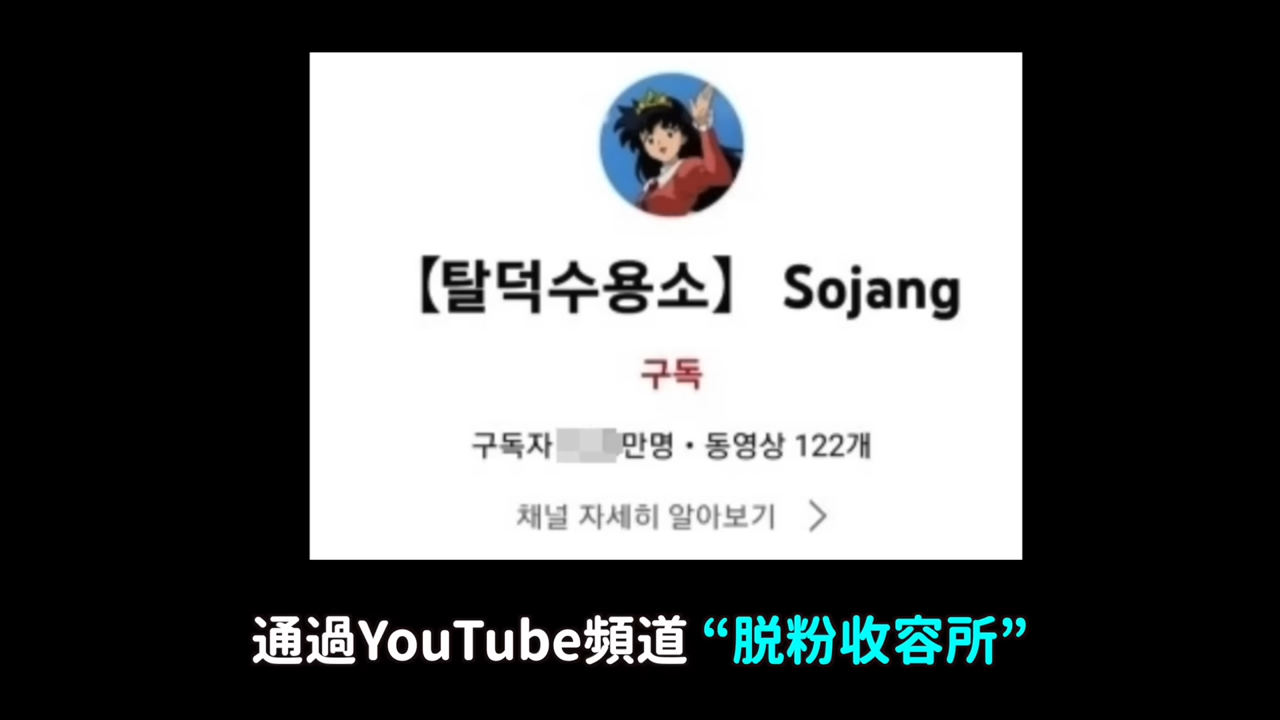 【탈덕수용소】 Sojang
구독
구독자 만명・동영상 122개
채널 자세히 알아보기
通過YouTube頻道 “脱粉收容所”